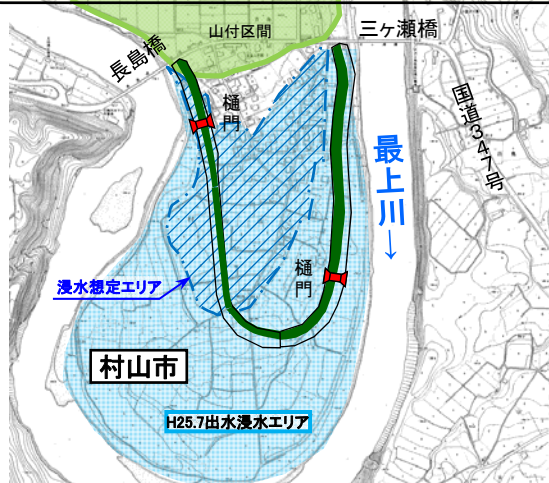 山付区間
三ヶ瀬橋
長島橋
樋門
国道347号
最上川→
樋門
浸水想定エリア
村山市
H25.7出水浸水エリア